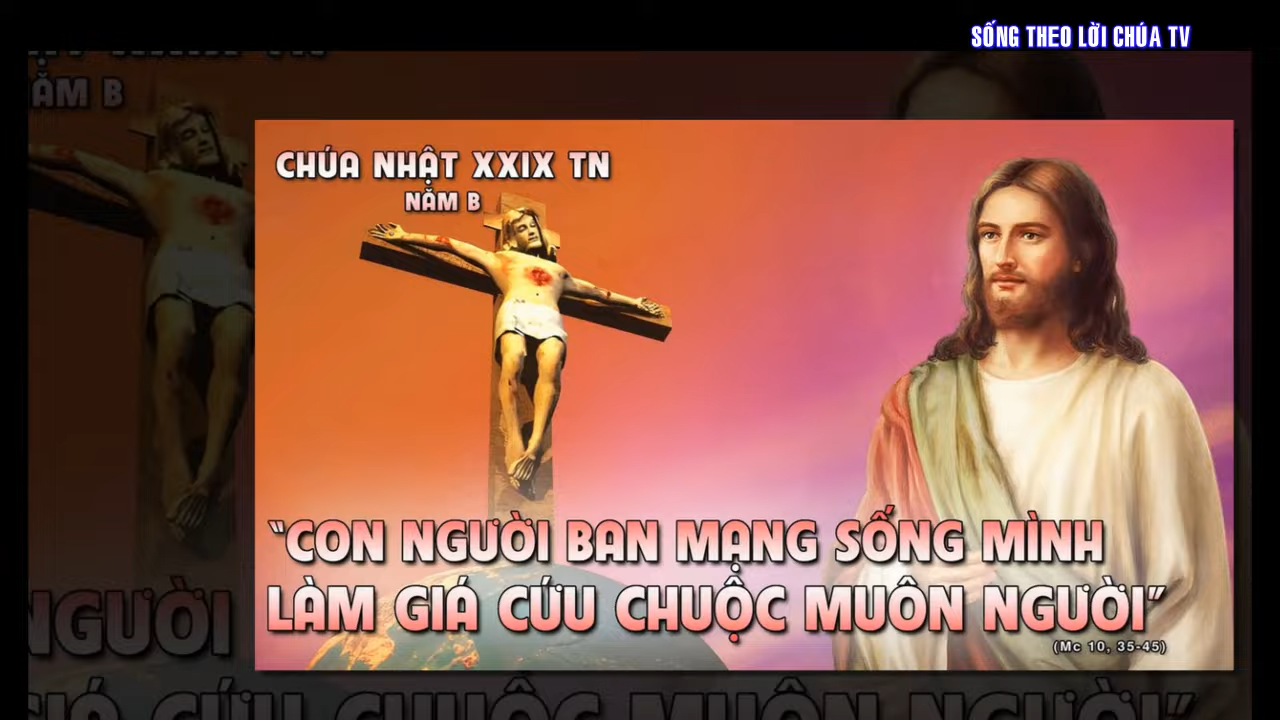 SỐNG THEO LỜI CHÚA TV
CHÚA NHẬT XXIX TN
NĂM B
“CON NGƯỜI BAN MẠNG SỐNG MÌNH
LÀM GIÁ CỨU CHUỘC MUÔN NGƯỜI”
(Mc 10, 35-45)